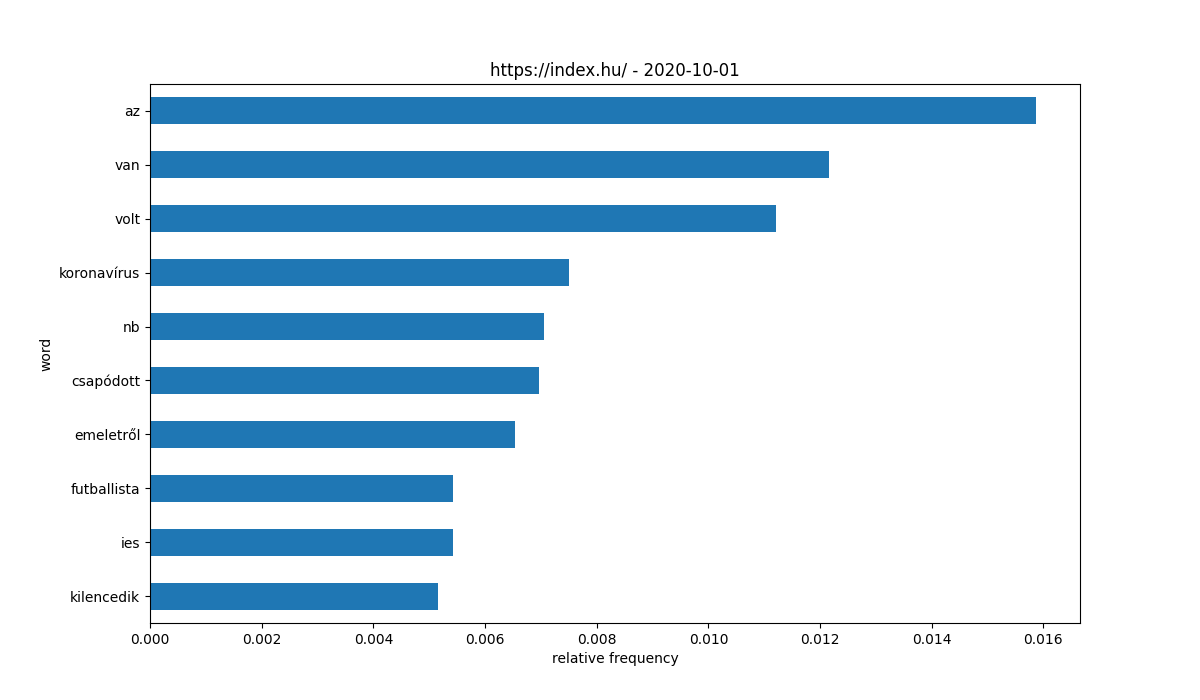 https://index.hu/ - 2020-10-01
az
van
volt
koronavírus
nb
csapódott
emeletről
futballista
ies
kilencedik
word
0.000 0.002 0.004 0.006 0.008 0.010 0.012 0.014 0.016
relative frequency